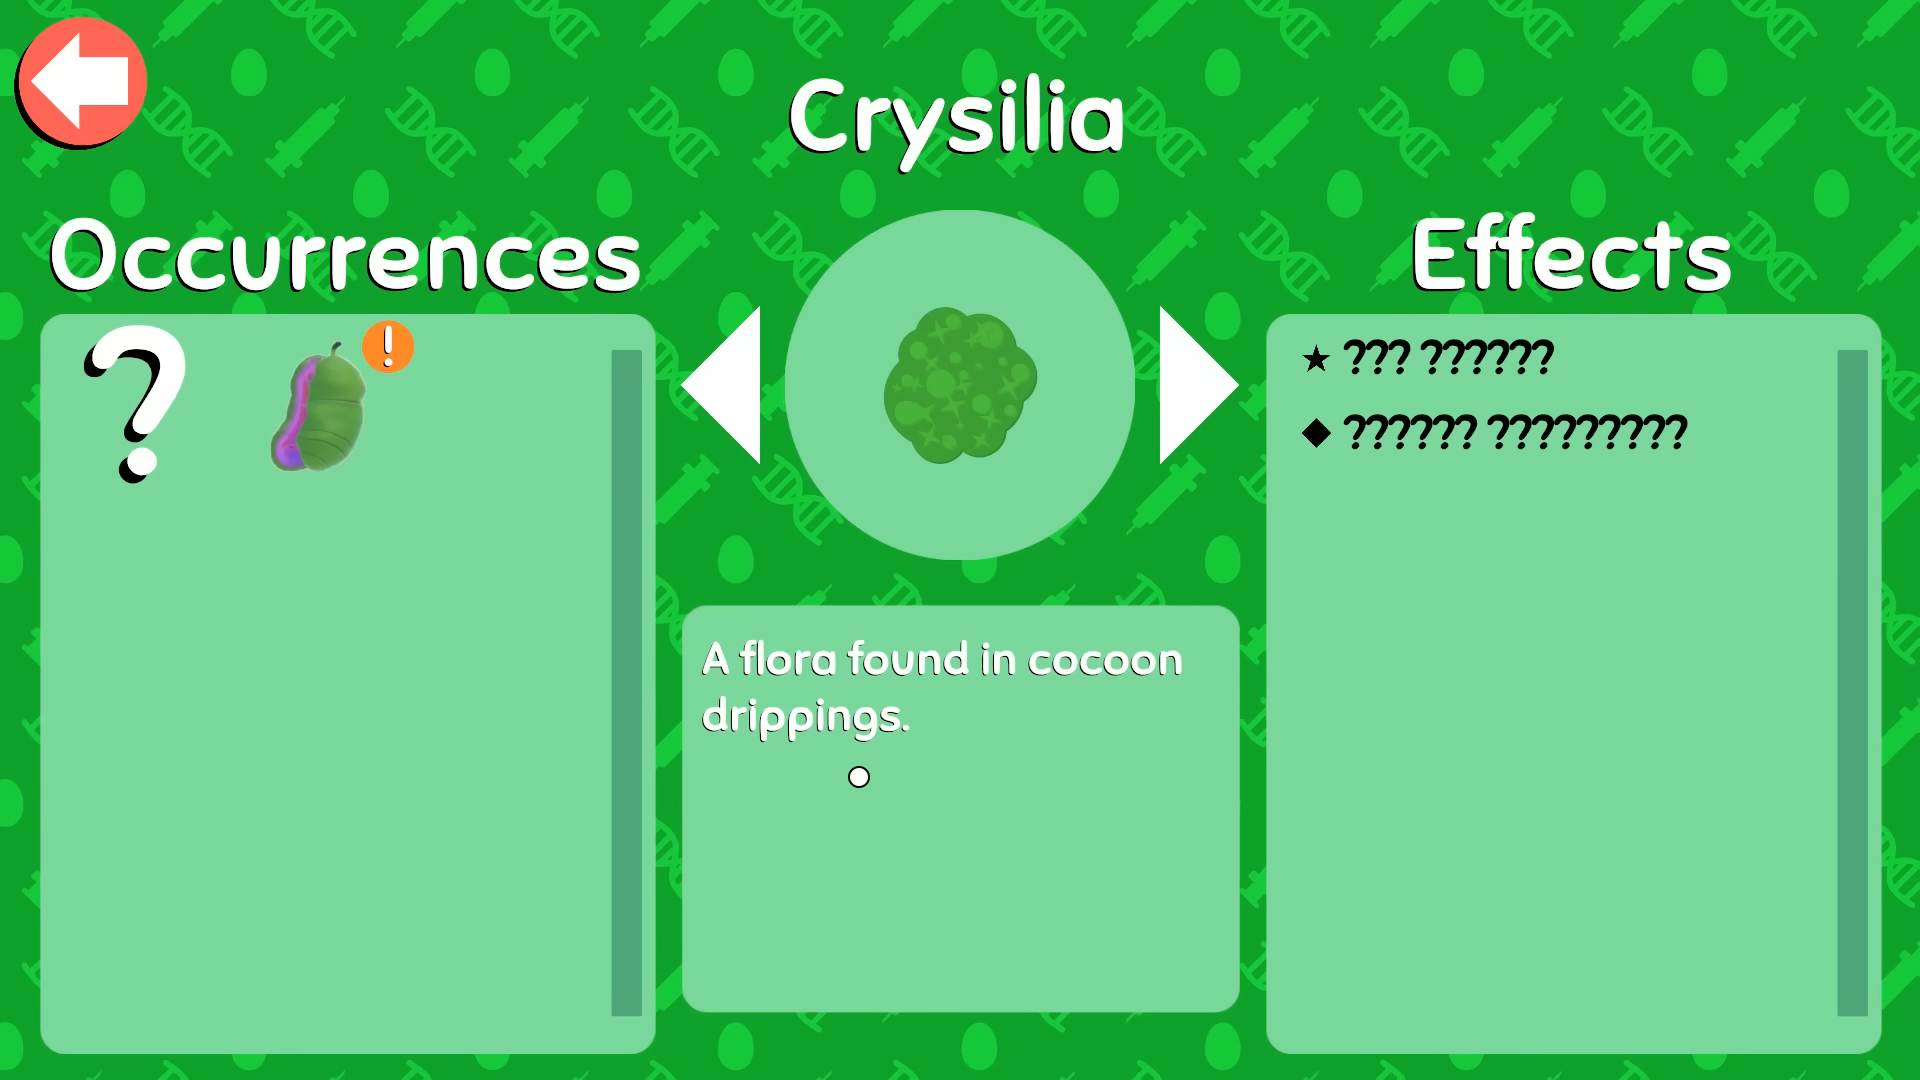 Crysilia
Occurrences
?
!
A flora found in cocoon
drippings.
Effects
★ ??? ??????
◆ ?????? ?????????